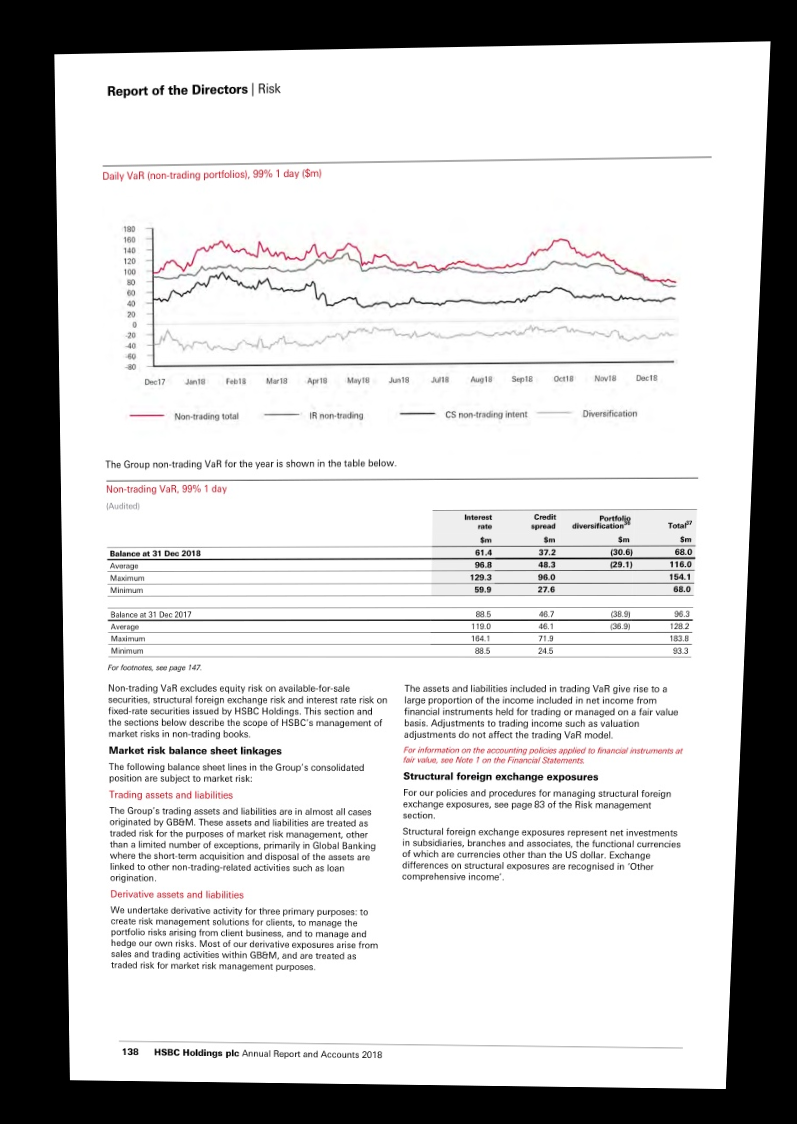 Report of the Directors | Risk
Daily VaR (non-trading portfolios), 99% 1 day ($m)
180
160
140
120
100
80
60
40
20
0
-20
-40
-60
-80
Dec17 Jan18 Feb18 Mar18 Apr18 May18 Jun18 Jul18 Aug18 Sep18 Oct18 Nov18 Dec18
Non-trading total IR non-trading CS non-trading intent Diversification
The Group non-trading VaR for the year is shown in the table below.
Non-trading VaR, 99% 1 day
(Audited)
Interest rate Credit spread Portfolio diversification36 Total37
$m $m $m $m
Balance at 31 Dec 2018 61.4 37.2 (30.6) 68.0
Average 96.8 48.3 (29.1) 116.0
Maximum 129.3 96.0 154.1
Minimum 59.9 27.6 68.0
Balance at 31 Dec 2017 88.5 46.7 (38.9) 96.3
Average 119.0 46.1 (36.9) 128.2
Maximum 164.1 71.9 183.8
Minimum 88.5 24.5 93.3
For footnotes, see page 147.
Non-trading VaR excludes equity risk on available-for-sale
securities, structural foreign exchange risk and interest rate risk on
fixed-rate securities issued by HSBC Holdings. This section and
the sections below describe the scope of HSBC's management of
market risks in non-trading books.
Market risk balance sheet linkages
The following balance sheet lines in the Group's consolidated
position are subject to market risk:
Trading assets and liabilities
The Group's trading assets and liabilities are in almost all cases
originated by GB&M. These assets and liabilities are treated as
traded risk for the purposes of market risk management, other
than a limited number of exceptions, primarily in Global Banking
where the short-term acquisition and disposal of the assets are
linked to other non-trading-related activities such as loan
origination.
Derivative assets and liabilities
We undertake derivative activity for three primary purposes: to
create risk management solutions for clients, to manage the
portfolio risks arising from client business, and to manage and
hedge our own risks. Most of our derivative exposures arise from
sales and trading activities within GB&M, and are treated as
traded risk for market risk management purposes.
The assets and liabilities included in trading VaR give rise to a
large proportion of the income included in net income from
financial instruments held for trading or managed on a fair value
basis. Adjustments to trading income such as valuation
adjustments do not affect the trading VaR model.
For information on the accounting policies applied to financial instruments at
fair value, see Note 1 on the Financial Statements.
Structural foreign exchange exposures
For our policies and procedures for managing structural foreign
exchange exposures, see page 83 of the Risk management
section.
Structural foreign exchange exposures represent net investments
in subsidiaries, branches and associates, the functional currencies
of which are currencies other than the US dollar. Exchange
differences on structural exposures are recognised in 'Other
comprehensive income'.
138 HSBC Holdings plc Annual Report and Accounts 2018